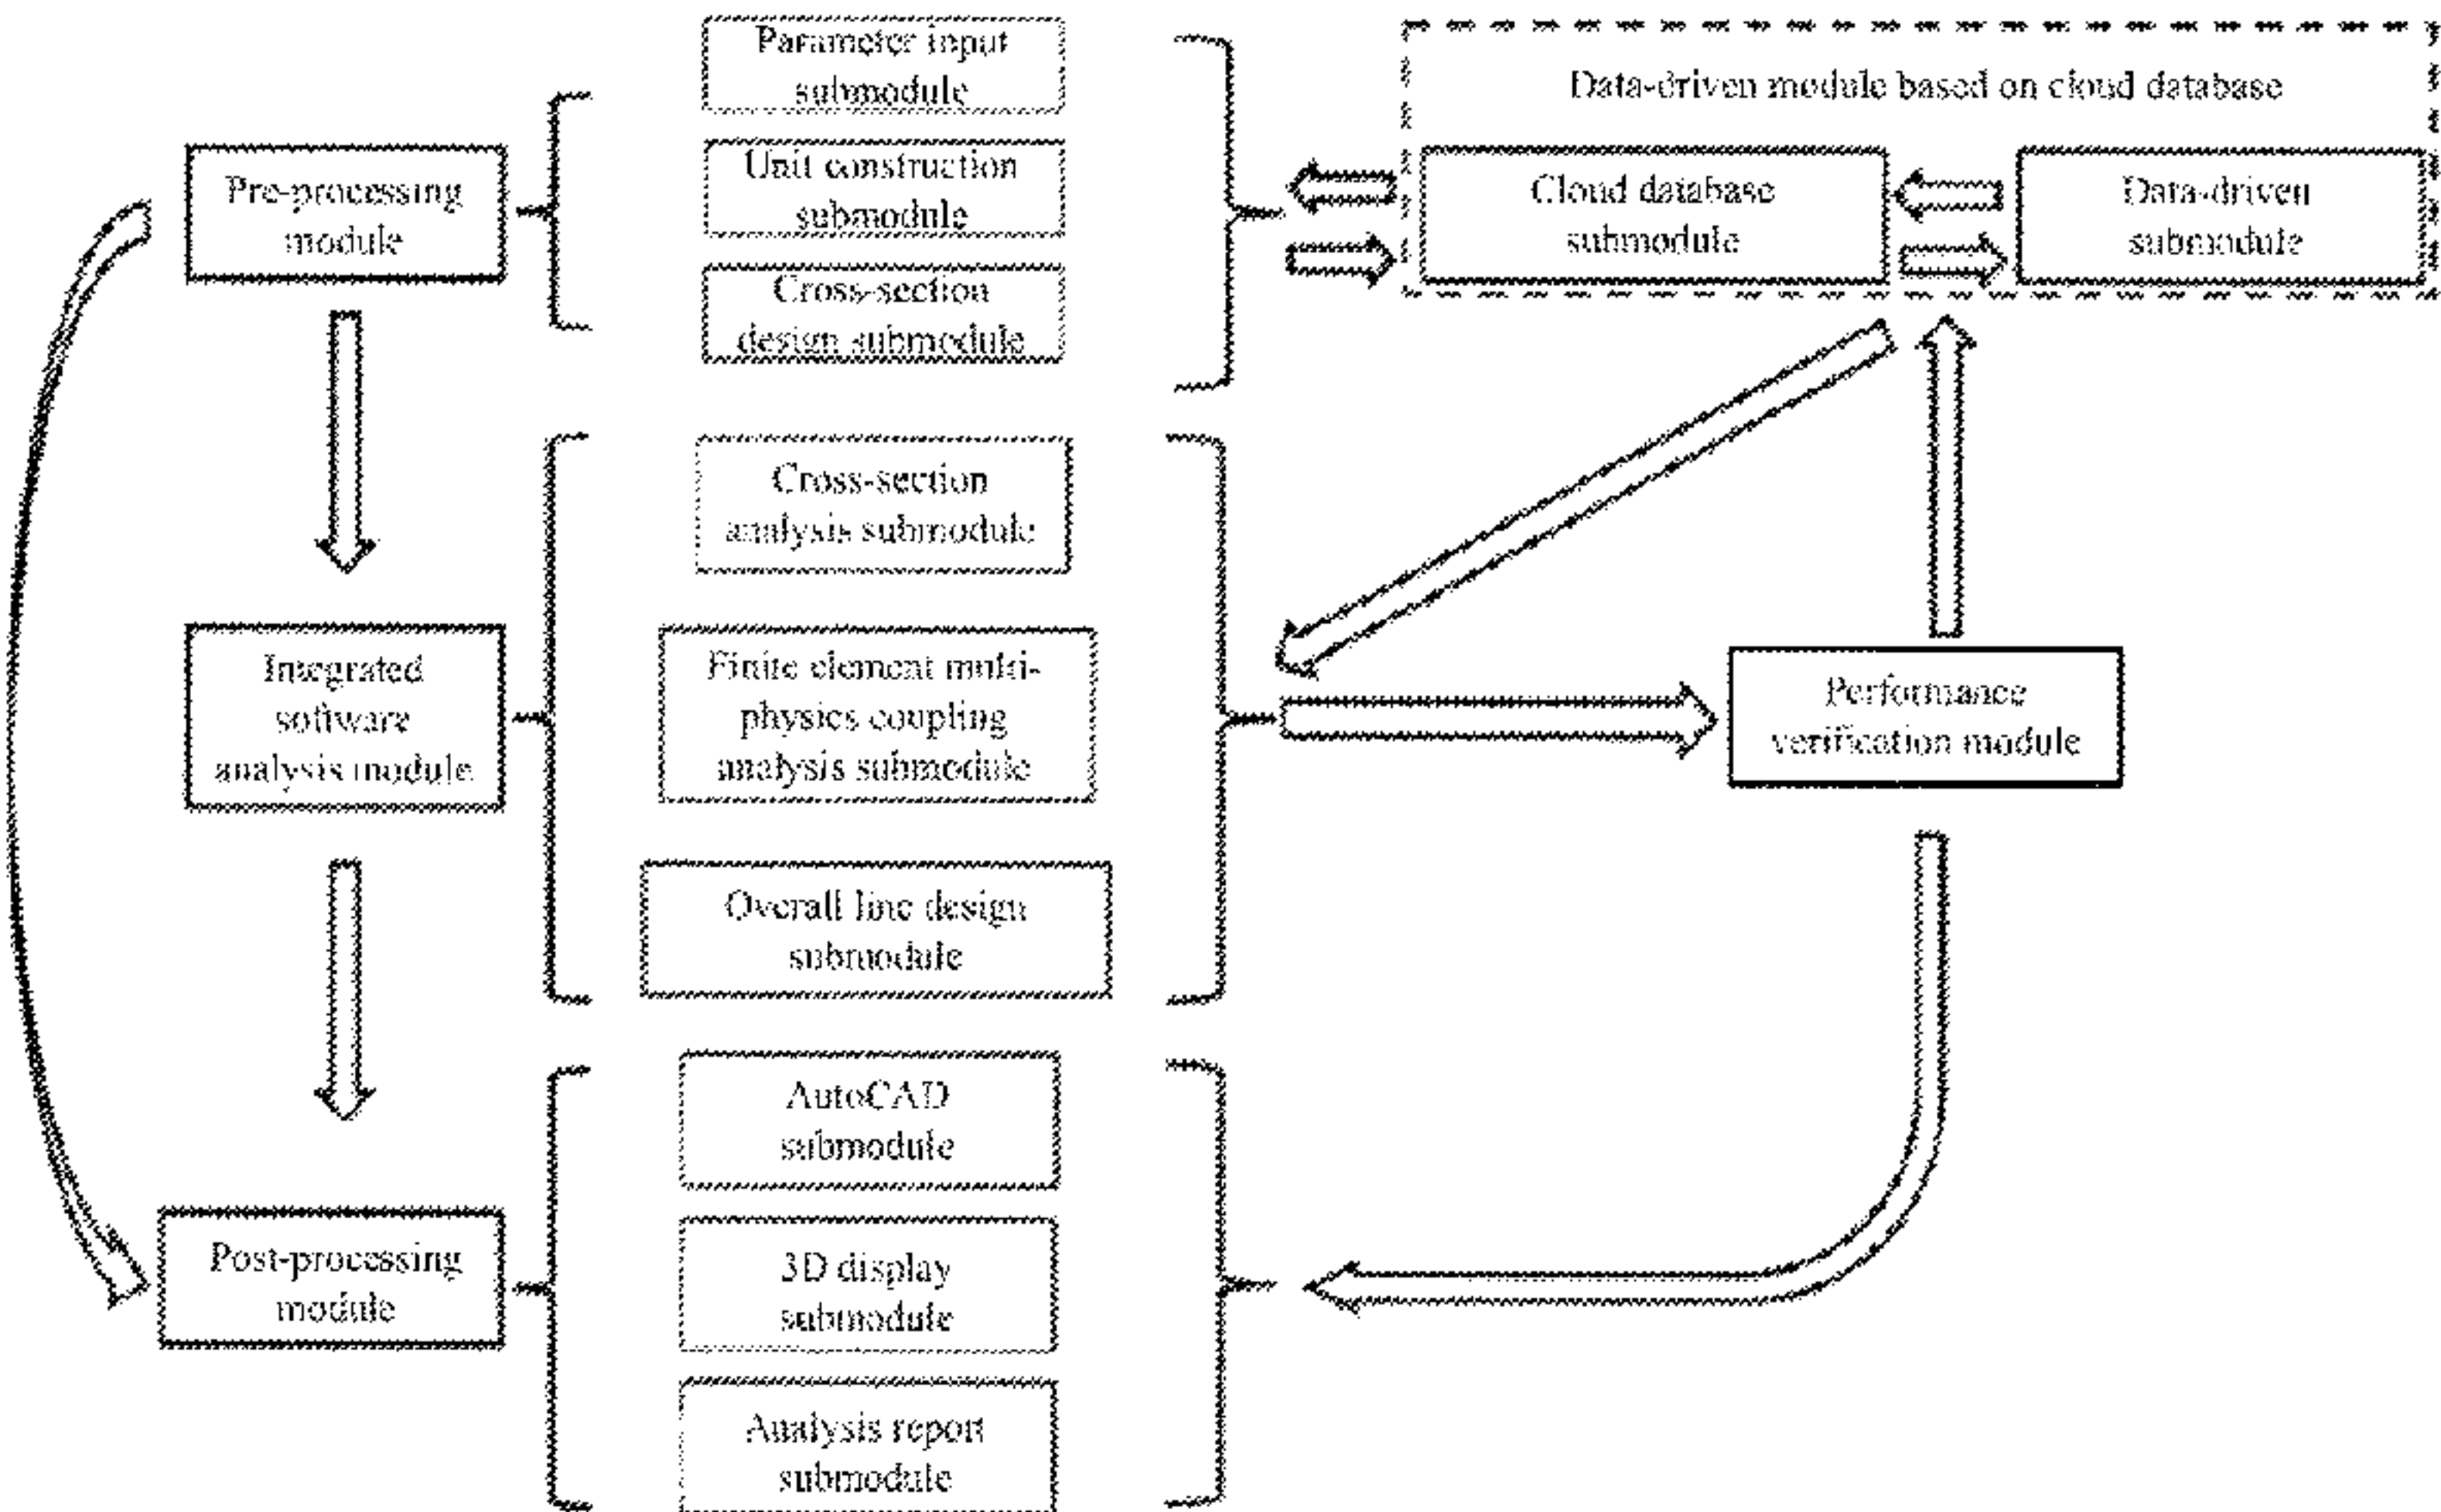 Parameter input
submodule
Data-driven module based on cloud database
Pre-processing
module
Unit construction
submodule
Cloud database
submodule
Data-driven
submodule
Cross-section
design submodule
Cross-section
analysis submodule
Integrated
software
analysis module
Finite element multi-
physics coupling
analysis submodule
Performance
verification module
Overall line design
submodule
AutoCAD
submodule
Post-processing
module
3D display
submodule
Analysis report
submodule